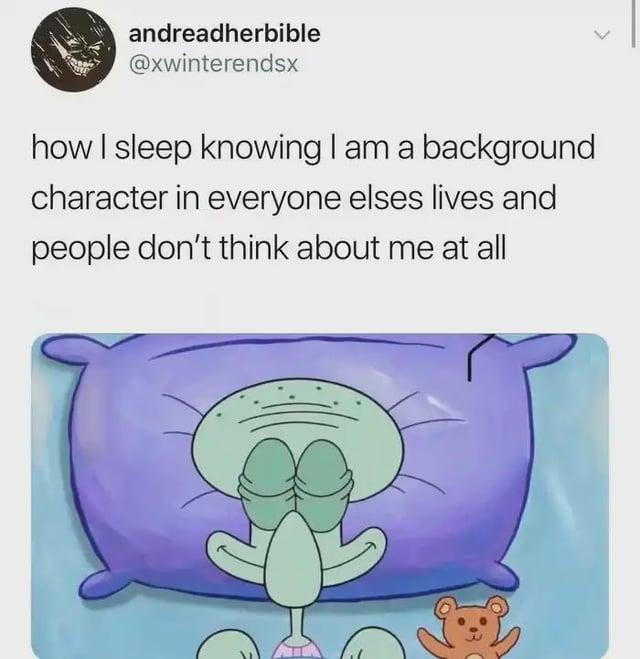 andreadherbible
@xwinterendsx
how I sleep knowing I am a background
character in everyone elses lives and
people don't think about me at all